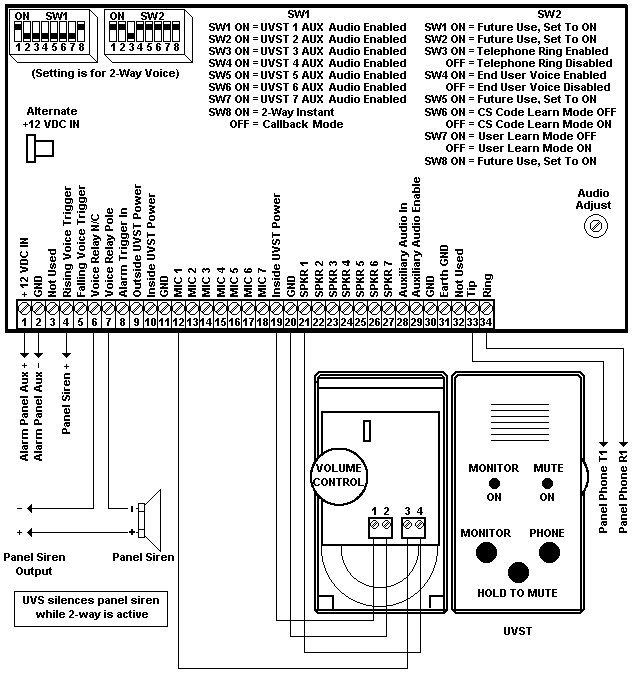 ON SW1
1 2 3 4 5 6 7 8
ON SW2
1 2 3 4 5 6 7 8
(Setting is for 2-Way Voice)
Alternate
+12 VDC IN
SW1
SW1 ON = UVST 1 AUX Audio Enabled
SW2 ON = UVST 2 AUX Audio Enabled
SW3 ON = UVST 3 AUX Audio Enabled
SW4 ON = UVST 4 AUX Audio Enabled
SW5 ON = UVST 5 AUX Audio Enabled
SW6 ON = UVST 6 AUX Audio Enabled
SW7 ON = UVST 7 AUX Audio Enabled
SW8 ON = 2-Way Instant
OFF = Callback Mode
SW2
SW1 ON = Future Use, Set To ON
SW2 ON = Future Use, Set To ON
SW3 ON = Telephone Ring Enabled
OFF = Telephone Ring Disabled
SW4 ON = End User Voice Enabled
OFF = End User Voice Disabled
SW5 ON = Future Use, Set To ON
SW6 ON = CS Code Learn Mode OFF
OFF = CS Code Learn Mode ON
SW7 ON = User Learn Mode OFF
OFF = User Learn Mode ON
SW8 ON = Future Use, Set To ON
Audio
Adjust
+ 12 VDC IN
GND
Not Used
Rising Voice Trigger
Falling Voice Trigger
Voice Relay N/C
Voice Relay Pole
Alarm Trigger In
Outside UVST Power
Inside UVST Power
GND
MIC 1
MIC 2
MIC 3
MIC 4
MIC 5
MIC 6
MIC 7
Inside UVST Power
GND
SPKR 1
SPKR 2
SPKR 3
SPKR 4
SPKR 5
SPKR 6
SPKR 7
Auxiliary Audio In
Auxiliary Audio Enable
GND
Earth GND
Not Used
Tip
Ring
1 2 3 4 5 6 7 8 9 10 11 12 13 14 15 16 17 18 19 20 21 22 23 24 25 26 27 28 29 30 31 32 33 34
Alarm Panel Aux +
Alarm Panel Aux –
Panel Siren +
Panel Phone T1
Panel Phone R1
VOLUME
CONTROL
1 2 3 4
MONITOR MUTE
ON ON
MONITOR PHONE
HOLD TO MUTE
UVST
–
+
-
+
Panel Siren
Output
Panel Siren
UVS silences panel siren
while 2-way is active